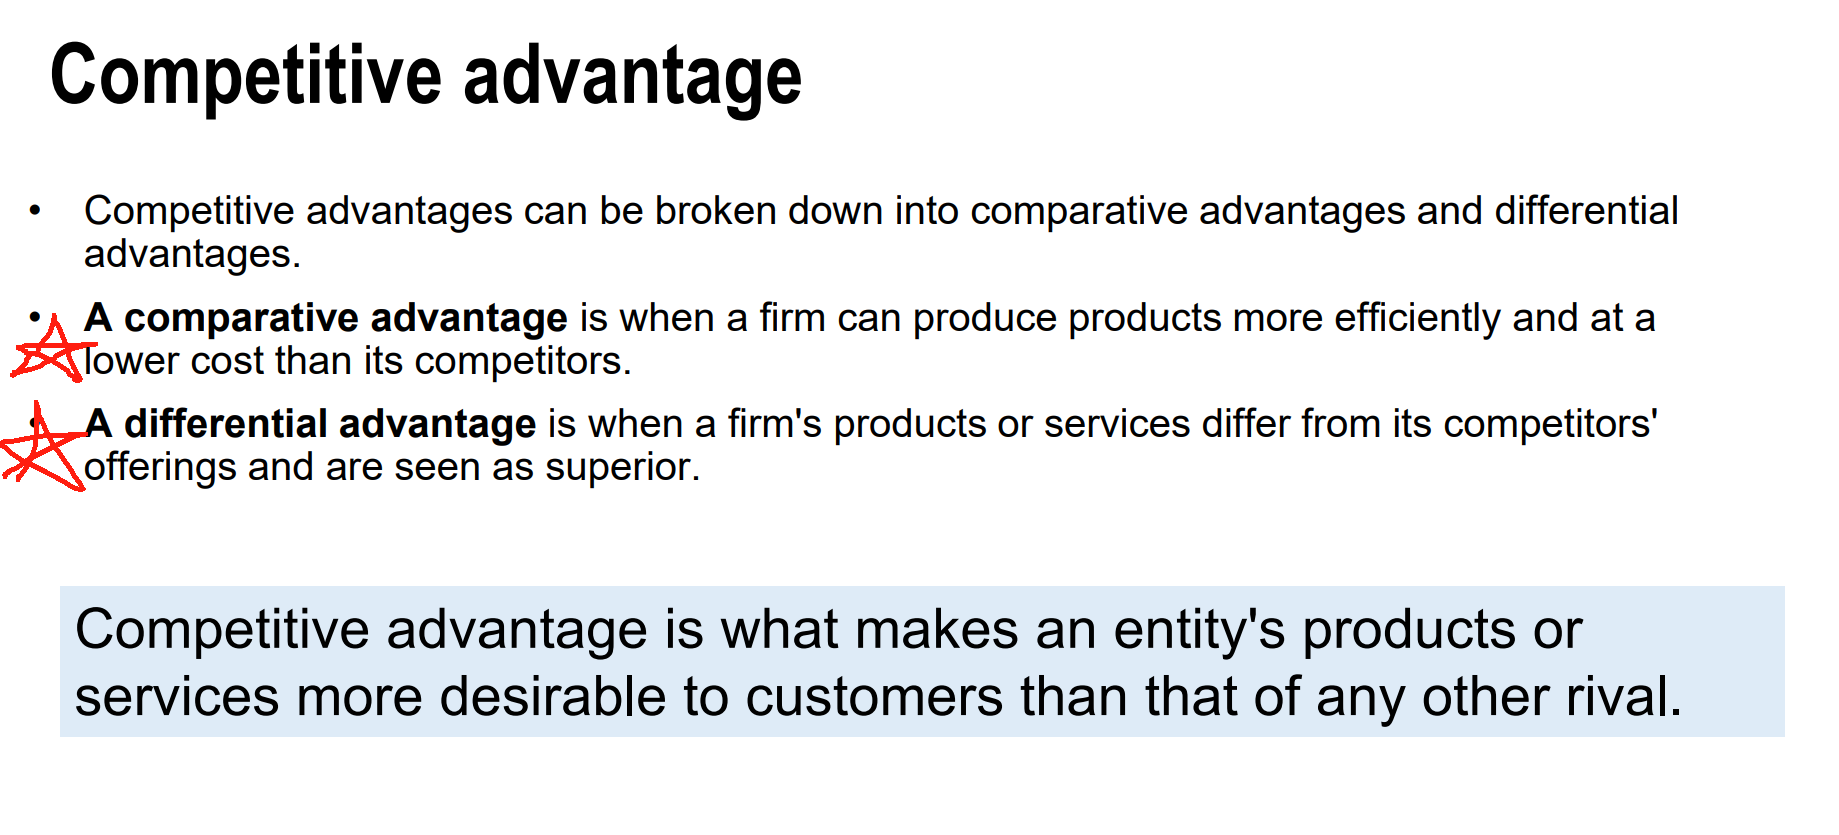 Competitive advantage
• Competitive advantages can be broken down into comparative advantages and differential
advantages.
• A comparative advantage is when a firm can produce products more efficiently and at a
lower cost than its competitors.
• A differential advantage is when a firm's products or services differ from its competitors'
offerings and are seen as superior.
Competitive advantage is what makes an entity's products or
services more desirable to customers than that of any other rival.